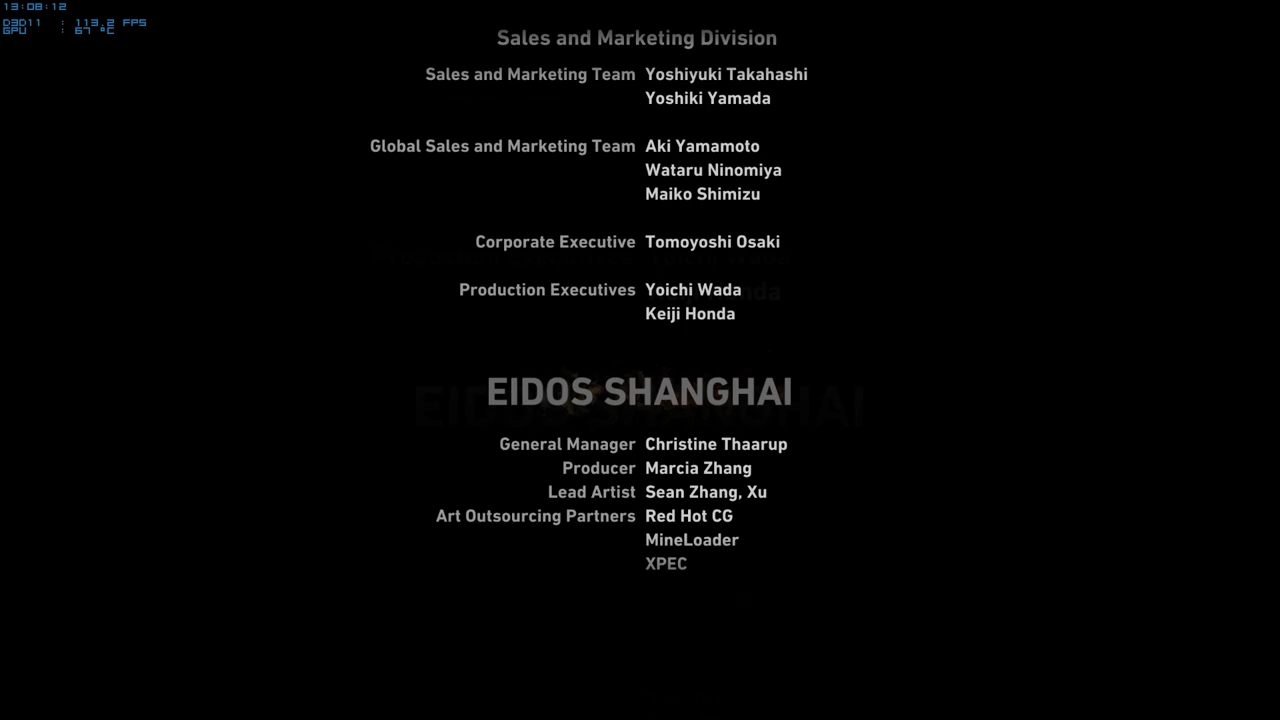 13:08:12
D3D11 : 113.2 FPS
GPU : 67 °C
Sales and Marketing Division
Sales and Marketing Team Yoshiyuki Takahashi
Yoshiki Yamada
Global Sales and Marketing Team Aki Yamamoto
Wataru Ninomiya
Maiko Shimizu
Corporate Executive Tomoyoshi Osaki
Production Executives Yoichi Wada
Keiji Honda
EIDOS SHANGHAI
General Manager Christine Thaarup
Producer Marcia Zhang
Lead Artist Sean Zhang, Xu
Art Outsourcing Partners Red Hot CG
MineLoader
XPEC